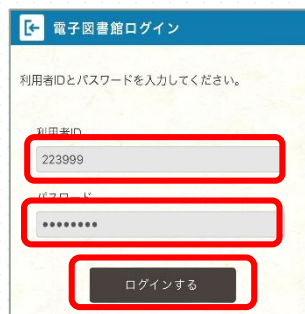 電子図書館ログイン
利用者IDとパスワードを入力してください。
利用者ID
223999
パスワード
••••••••
ログインする